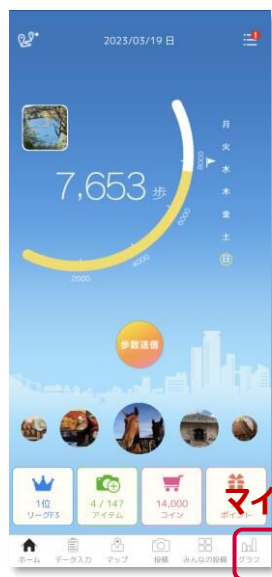 2023/03/19 日
!
月
火
8000
水
7,653 歩
木
6000
金
土
4000
日
2000
歩数送信
1位
リーグF3
4 / 147
アイテム
14,000
コイン
マイ
ポイント
ホーム
データ入力
マップ
投稿
みんなの投稿
グラフ